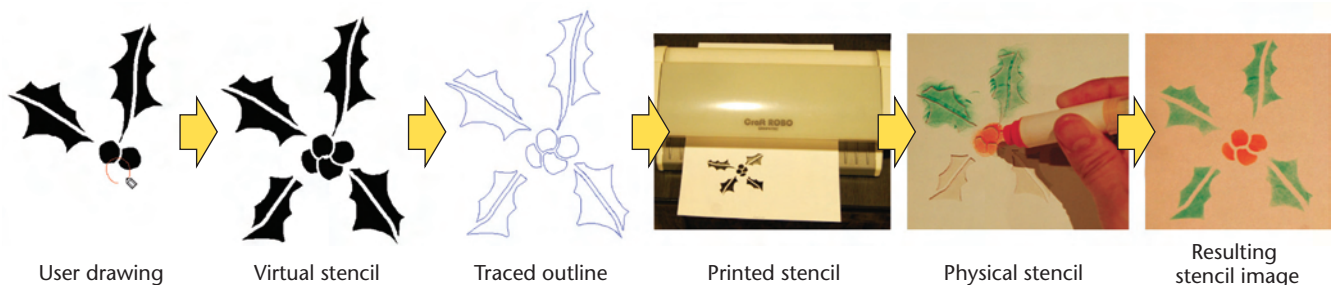 Craft ROBO
User drawing
Virtual stencil
Traced outline
Printed stencil
Physical stencil
Resulting
stencil image